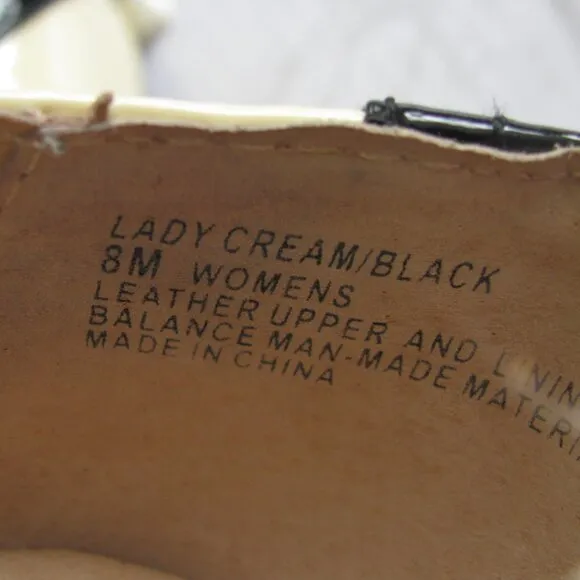 LADY CREAM/BLACK
8M WOMENS
LEATHER UPPER AND LININ
BALANCE MAN-MADE MATERI
MADE IN CHINA